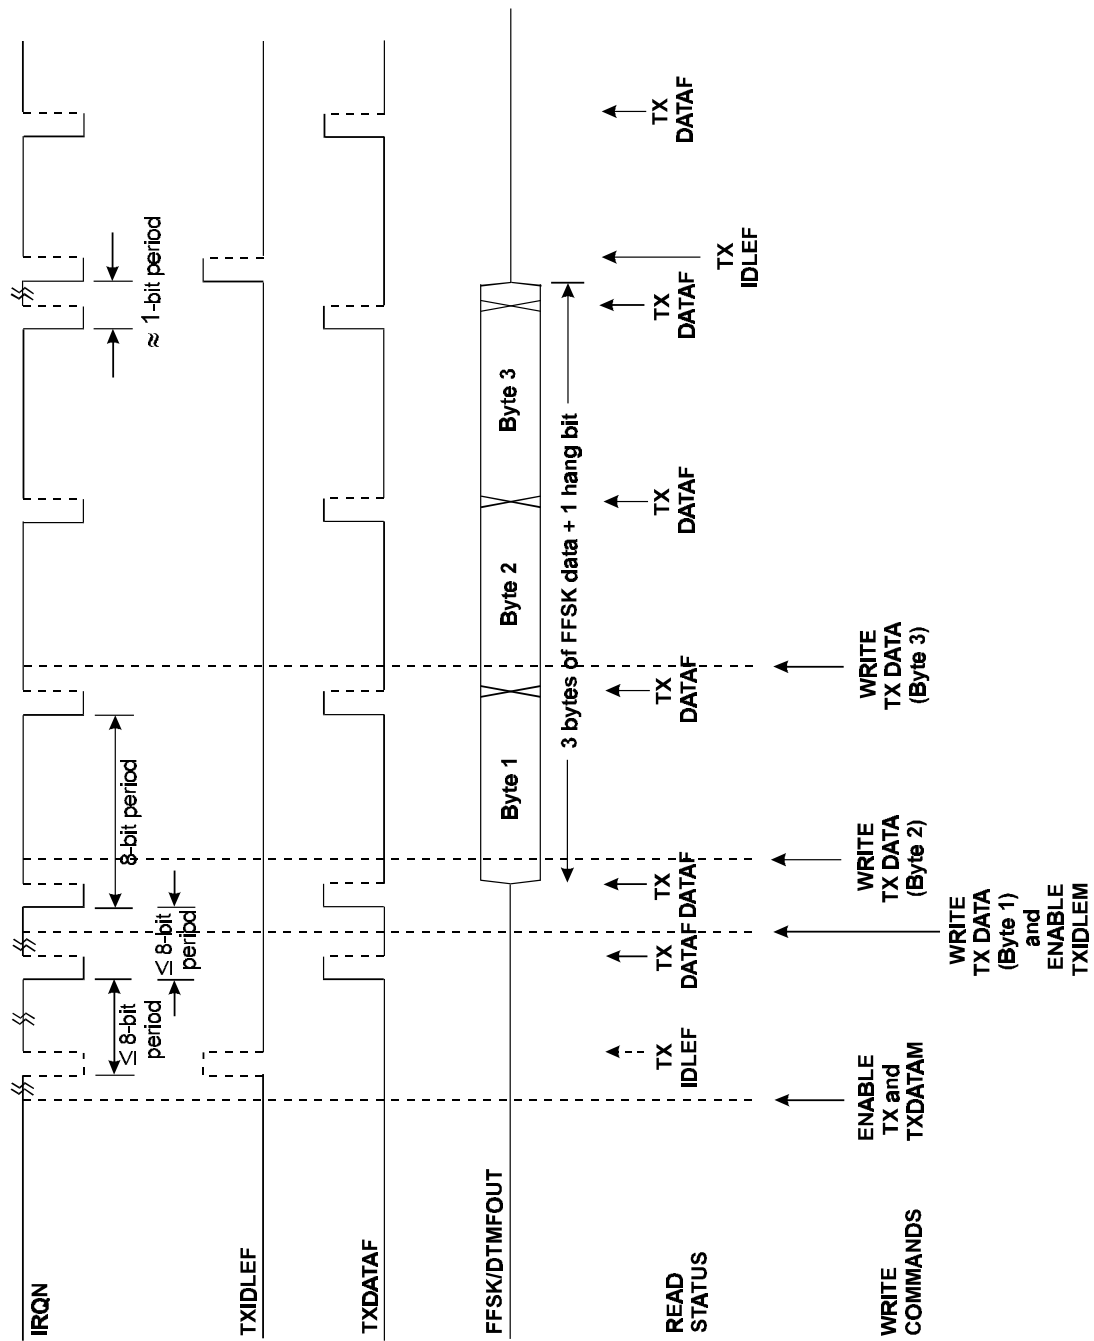 IRQN
≤ 8-bit
period
≤ 8-bit
period
8-bit period
≈ 1-bit period
TXIDLEF
TXDATAF
FFSK/DTMFOUT
Byte 1
Byte 2
Byte 3
3 bytes of FFSK data + 1 hang bit
READ
STATUS
TX
IDLEF
TX
DATAF
TX
DATAF
TX
DATAF
TX
DATAF
TX
DATAF
TX
IDLEF
TX
DATAF
WRITE
COMMANDS
ENABLE
TX and
TXDATAM
WRITE
TX DATA
(Byte 1)
and
ENABLE
TXIDLEM
WRITE
TX DATA
(Byte 2)
WRITE
TX DATA
(Byte 3)